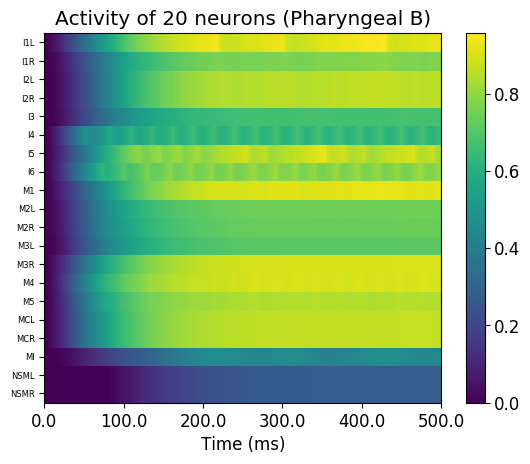 Activity of 20 neurons (Pharyngeal B)
I1L
I1R
I2L
I2R
I3
I4
I5
I6
M1
M2L
M2R
M3L
M3R
M4
M5
MCL
MCR
MI
NSML
NSMR
0.0 100.0 200.0 300.0 400.0 500.0
Time (ms)
0.8
0.6
0.4
0.2
0.0